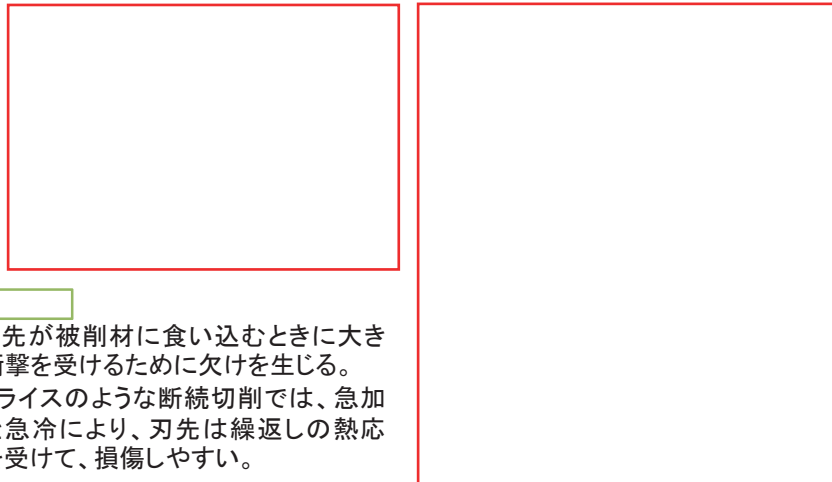 先が被削材に食い込むときに大き
撃を受けるために欠けを生じる。
ライスのような断続切削では、急加
急冷により、刃先は繰返しの熱応
受けて、損傷しやすい。